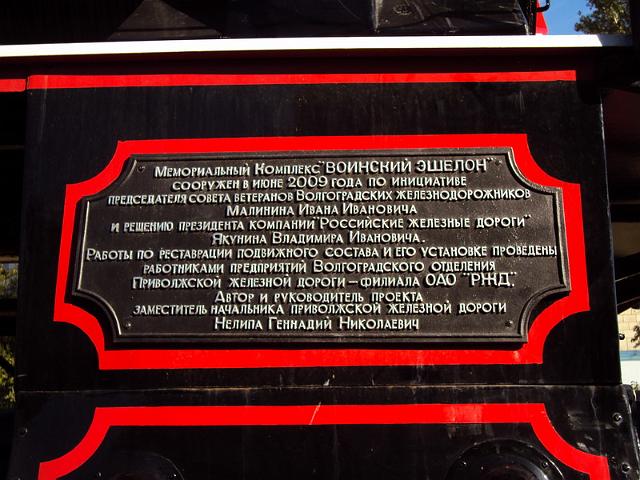 Мемориальный Комплекс "ВОИНСКИЙ ЭШЕЛОН"
сооружен в июне 2009 года по инициативе
председателя совета ветеранов Волгоградских железнодорожников
Малинина Ивана Ивановича
и решению президента компании "Российские железные дороги"
Якунина Владимира Ивановича.
Работы по реставрации подвижного состава и его установке проведены
работниками предприятий Волгоградского отделения
Приволжской железной дороги – филиала ОАО "РЖД".
Автор и руководитель проекта
заместитель начальника приволжской железной дороги
Нелипа Геннадий Николаевич